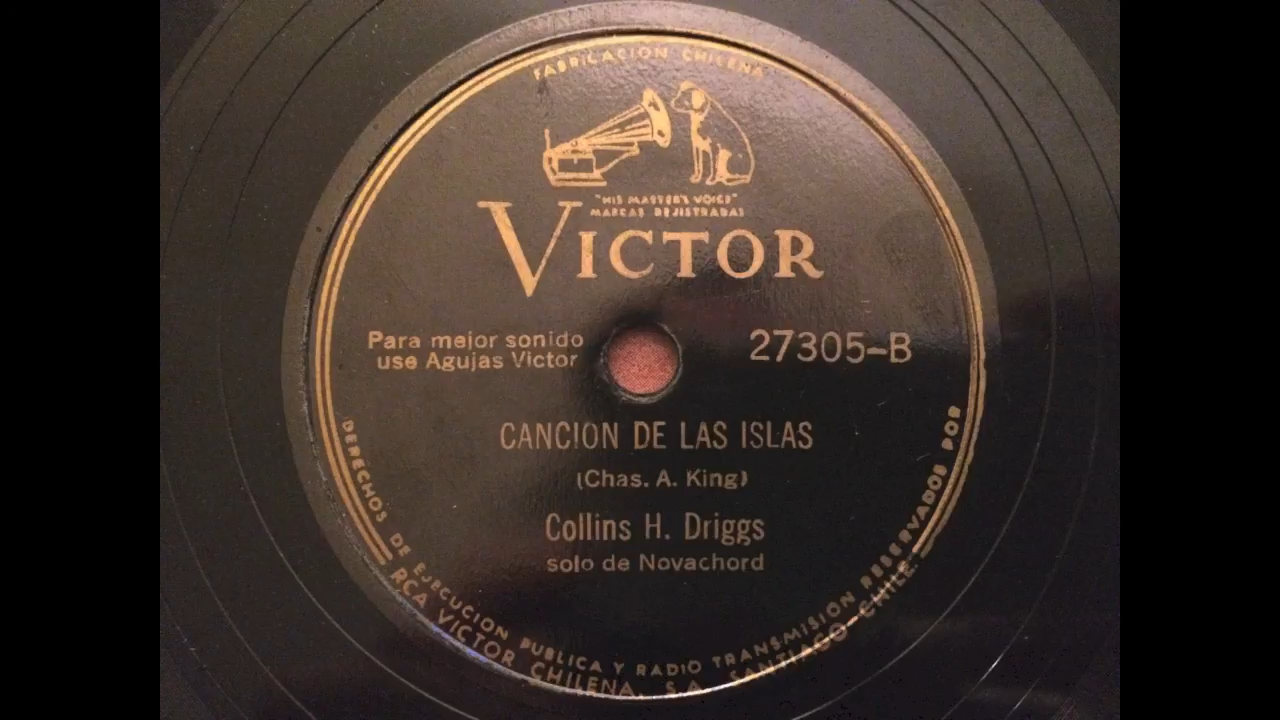 FABRICACION CHILENA
"HIS MASTER'S VOICE"
MARCAS REJISTRADAS
VICTOR
Para mejor sonido
use Agujas Victor
27305-B
CANCION DE LAS ISLAS
(Chas. A. King)
Collins H. Driggs
solo de Novachord
DERECHOS DE EJECUCION PUBLICA Y RADIO TRANSMISIÓN RESERVADOS POR
RCA VICTOR CHILENA, S.A. SANTIAGO-CHILE.